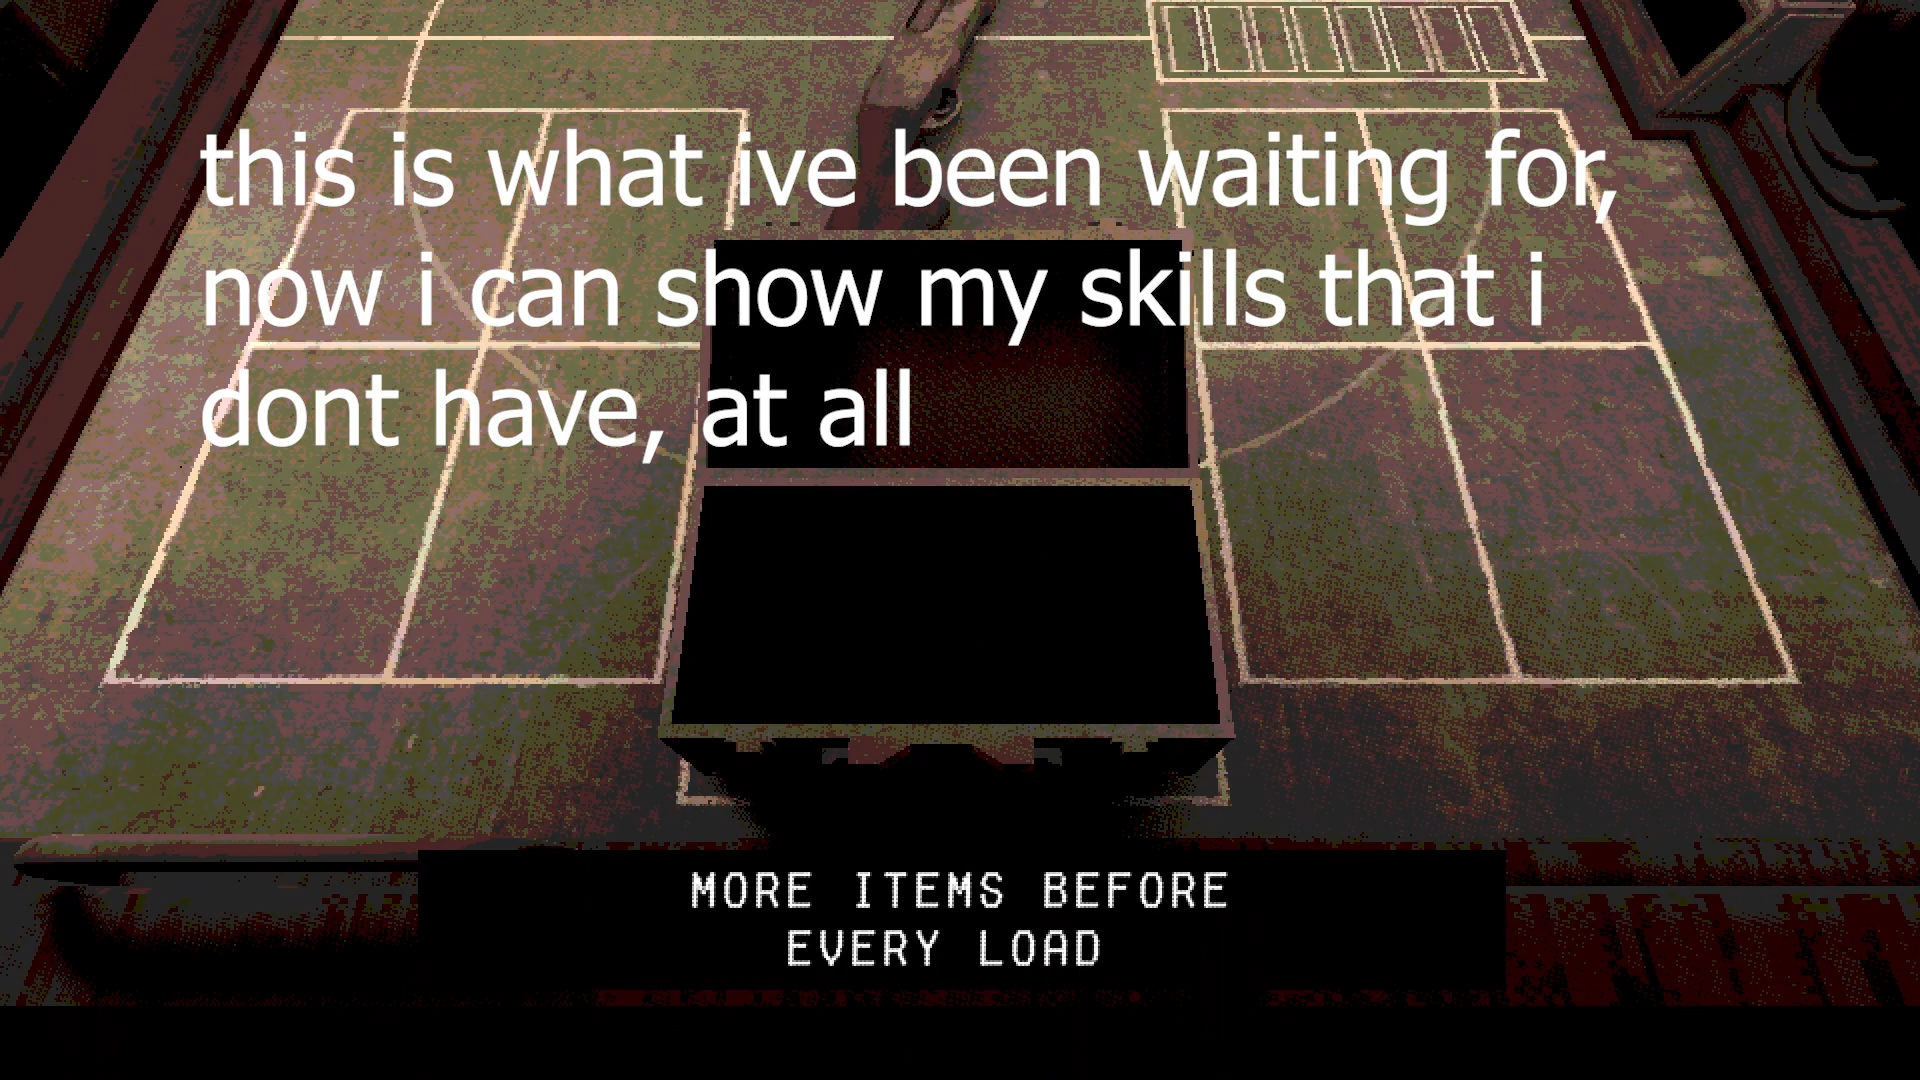 this is what ive been waiting for,
now i can show my skills that i
dont have, at all
MORE ITEMS BEFORE
EVERY LOAD